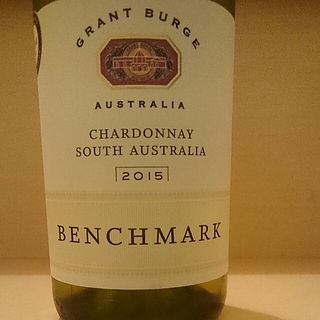 GRANT BURGE
AUSTRALIA
CHARDONNAY
SOUTH AUSTRALIA
2015
BENCHMARK